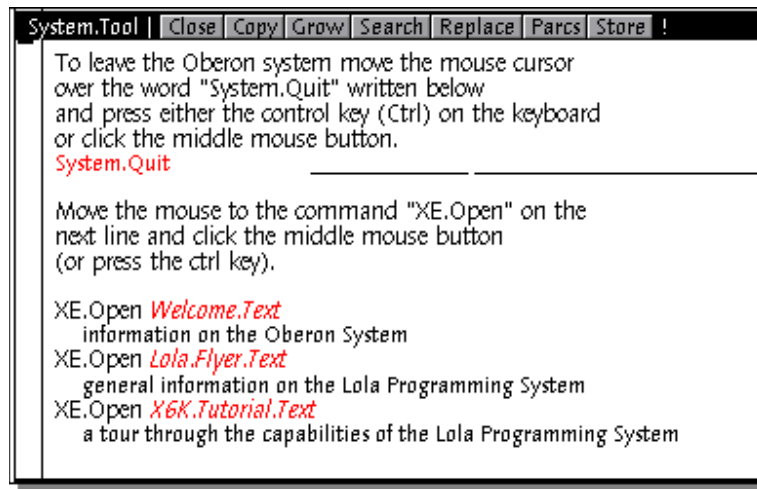 System.Tool | Close Copy Grow Search Replace Parcs Store !
To leave the Oberon system move the mouse cursor
over the word "System.Quit" written below
and press either the control key (Ctrl) on the keyboard
or click the middle mouse button.
System.Quit
Move the mouse to the command "XE.Open" on the
next line and click the middle mouse button
(or press the ctrl key).
XE.Open Welcome.Text
information on the Oberon System
XE.Open Lola.Flyer.Text
general information on the Lola Programming System
XE.Open X6K.Tutorial.Text
a tour through the capabilities of the Lola Programming System